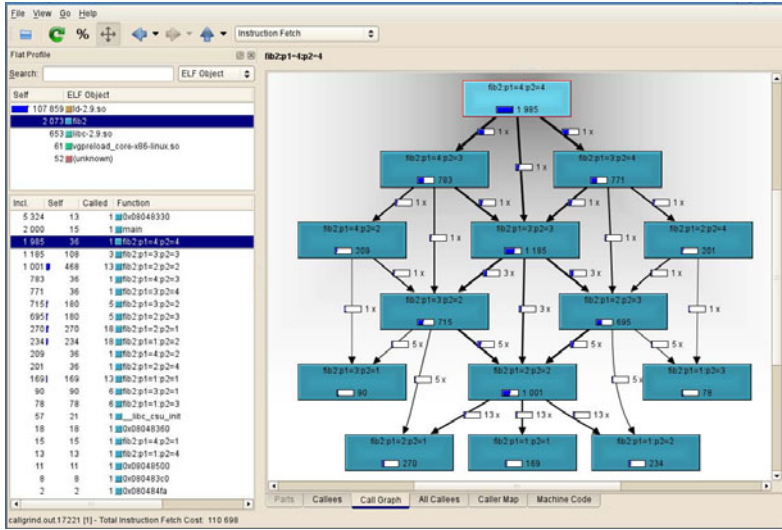 File View Go Help
% Instruction Fetch
Flat Profile
Search: ELF Object
Self ELF Object
107 859 ld-2.9.so
2 073 fib2
653 libc-2.9.so
61 vgpreload_core-x86-linux.so
52 (unknown)
Incl. Self Called Function
5 324 13 1 0x08048330
2 000 15 1 main
1 985 36 1 fib2:p1=4:p2=4
1 185 108 3 fib2:p1=3:p2=3
1 001 468 13 fib2:p1=2:p2=2
783 36 1 fib2:p1=4:p2=3
771 36 1 fib2:p1=3:p2=4
715 180 5 fib2:p1=3:p2=2
695 180 5 fib2:p1=2:p2=3
270 270 18 fib2:p1=2:p2=1
234 234 18 fib2:p1=1:p2=2
209 36 1 fib2:p1=4:p2=2
201 36 1 fib2:p1=2:p2=4
169 169 13 fib2:p1=1:p2=1
90 90 6 fib2:p1=3:p2=1
78 78 6 fib2:p1=1:p2=3
57 21 1 __libc_csu_init
18 18 1 0x08048360
15 15 1 fib2:p1=4:p2=1
13 13 1 fib2:p1=1:p2=4
11 11 1 0x08048500
8 8 1 0x080483c0
2 2 1 0x080484fa
fib2:p1=4:p2=4
fib2:p1=4:p2=4
1 985
1 x 1 x
fib2:p1=4:p2=3 1 x fib2:p1=3:p2=4
783 771
1 x 1 x 1 x 1 x
fib2:p1=4:p2=2 fib2:p1=3:p2=3 fib2:p1=2:p2=4
209 1 185 201
1 x 3 x 3 x 1 x
1 x fib2:p1=3:p2=2 3 x fib2:p1=2:p2=3 1 x
715 695
5 x 5 x 5 x 5 x
fib2:p1=3:p2=1 5 x fib2:p1=2:p2=2 5 x fib2:p1=1:p2=3
90 1 001 78
13 x 13 x 13 x
fib2:p1=2:p2=1 fib2:p1=1:p2=1 fib2:p1=1:p2=2
270 169 234
Parts Callees Call Graph All Callees Caller Map Machine Code
callgrind.out.17221 [1] - Total Instruction Fetch Cost: 110 698